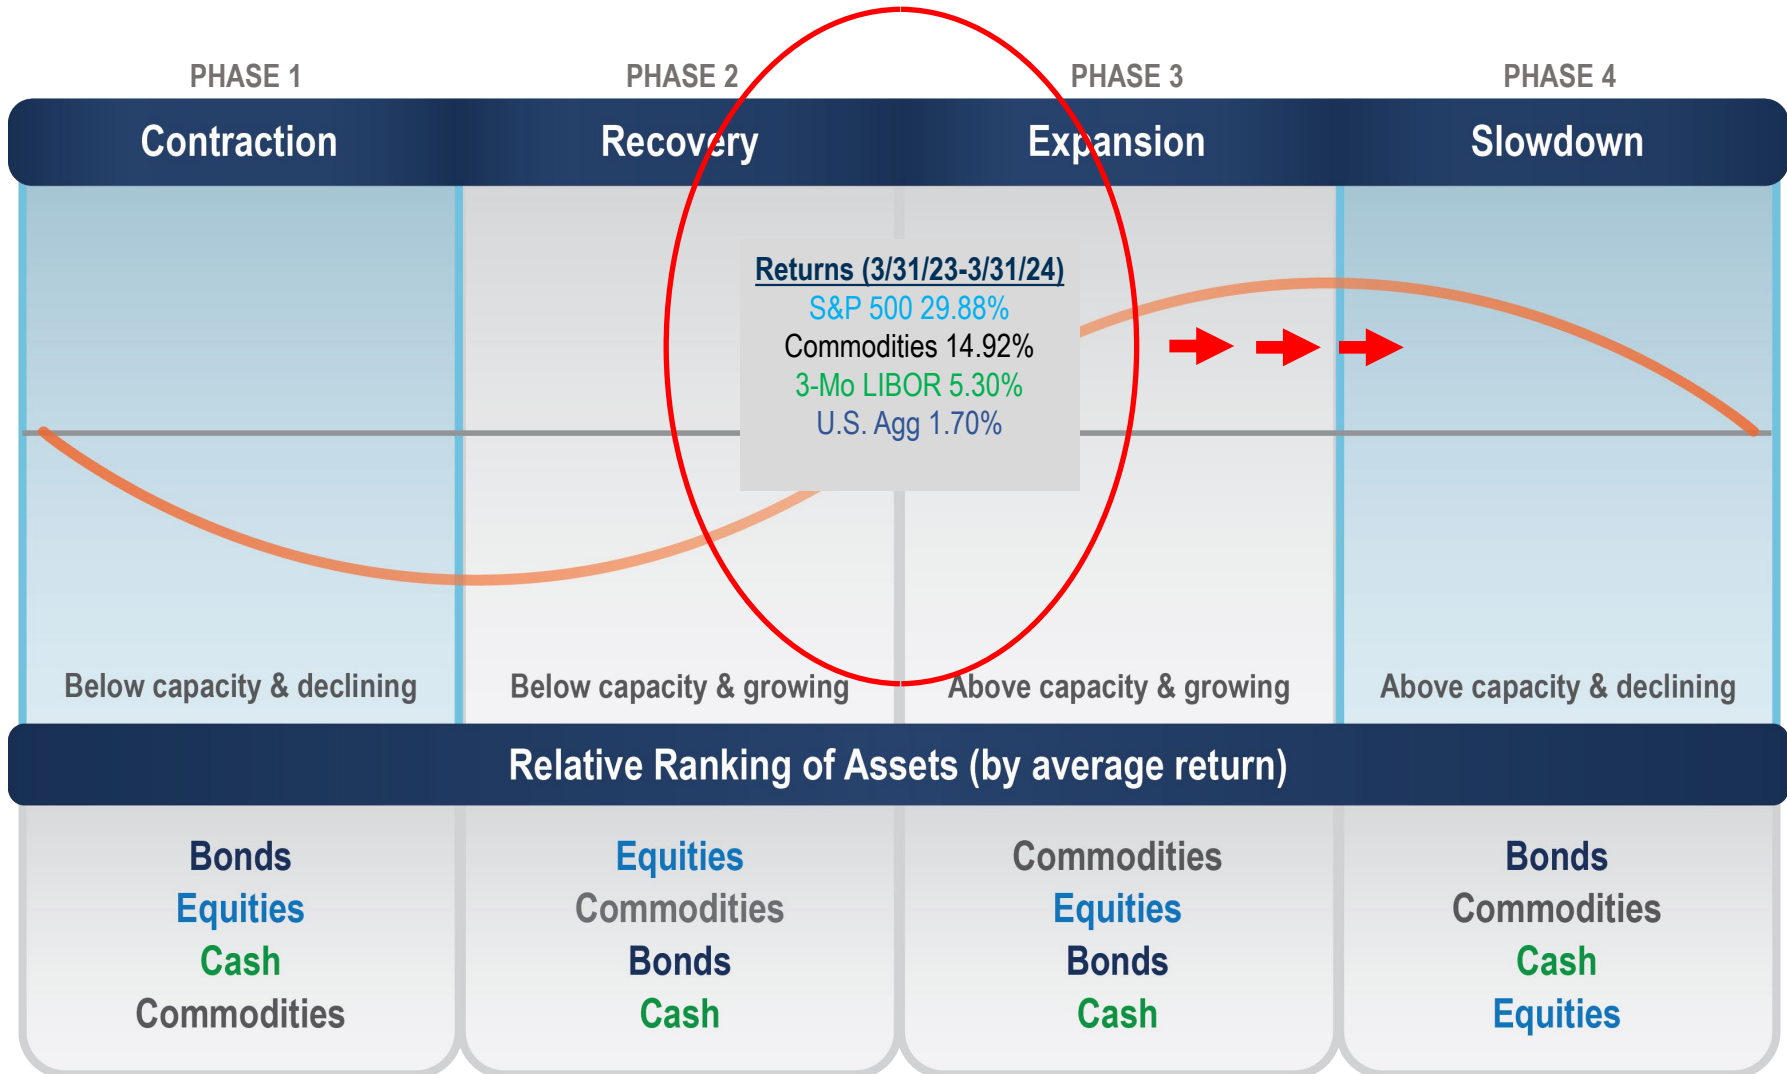 PHASE 1
PHASE 2
PHASE 3
PHASE 4
Contraction
Recovery
Expansion
Slowdown
Returns (3/31/23-3/31/24)
S&P 500 29.88%
Commodities 14.92%
3-Mo LIBOR 5.30%
U.S. Agg 1.70%
Below capacity & declining
Below capacity & growing
Above capacity & growing
Above capacity & declining
Relative Ranking of Assets (by average return)
Bonds
Equities
Cash
Commodities
Equities
Commodities
Bonds
Cash
Commodities
Equities
Bonds
Cash
Bonds
Commodities
Cash
Equities